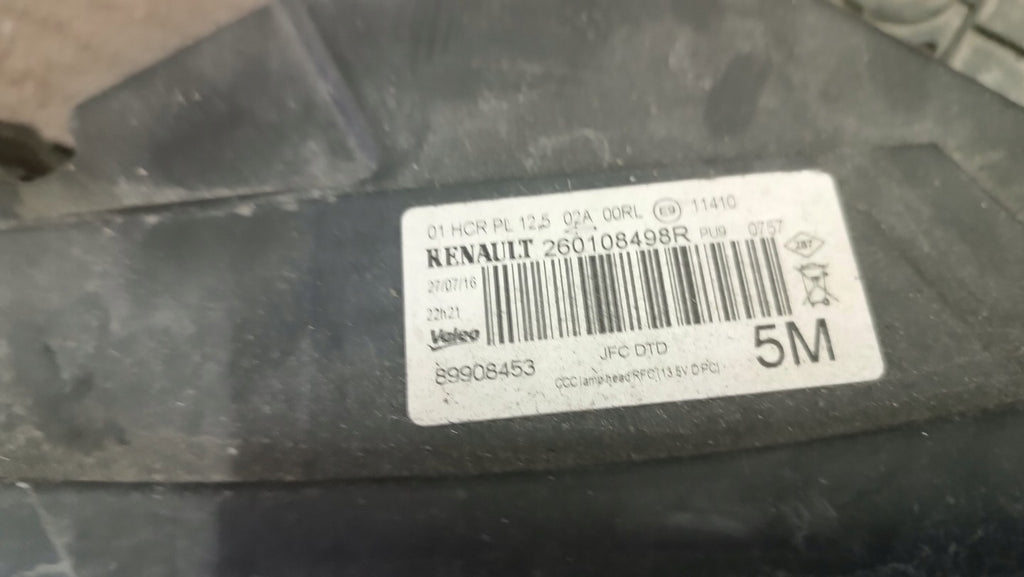 01 HCR PL 12,5 02A 00RL E9 11410
RENAULT 260108498R PU9 0757
27/07/16
22h21
Valeo
JFC DTD
5M
89908453
CCC lamp head RFC (13.5V D PC)